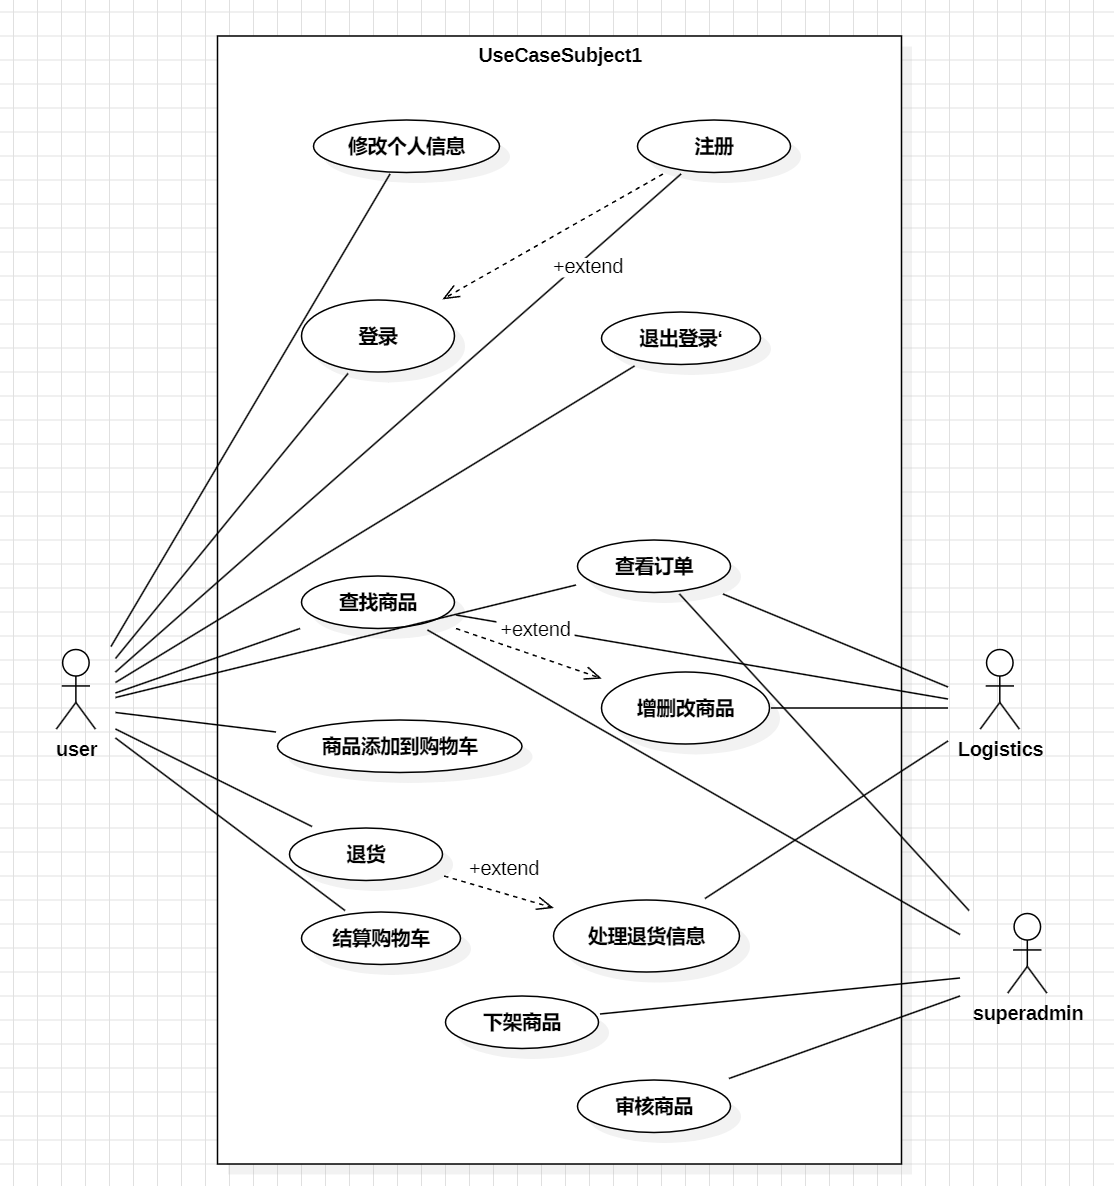 UseCaseSubject1
修改个人信息
注册
+extend
登录
退出登录‘
查看订单
查找商品
+extend
增删改商品
user
Logistics
商品添加到购物车
退货
+extend
结算购物车
处理退货信息
下架商品
superadmin
审核商品